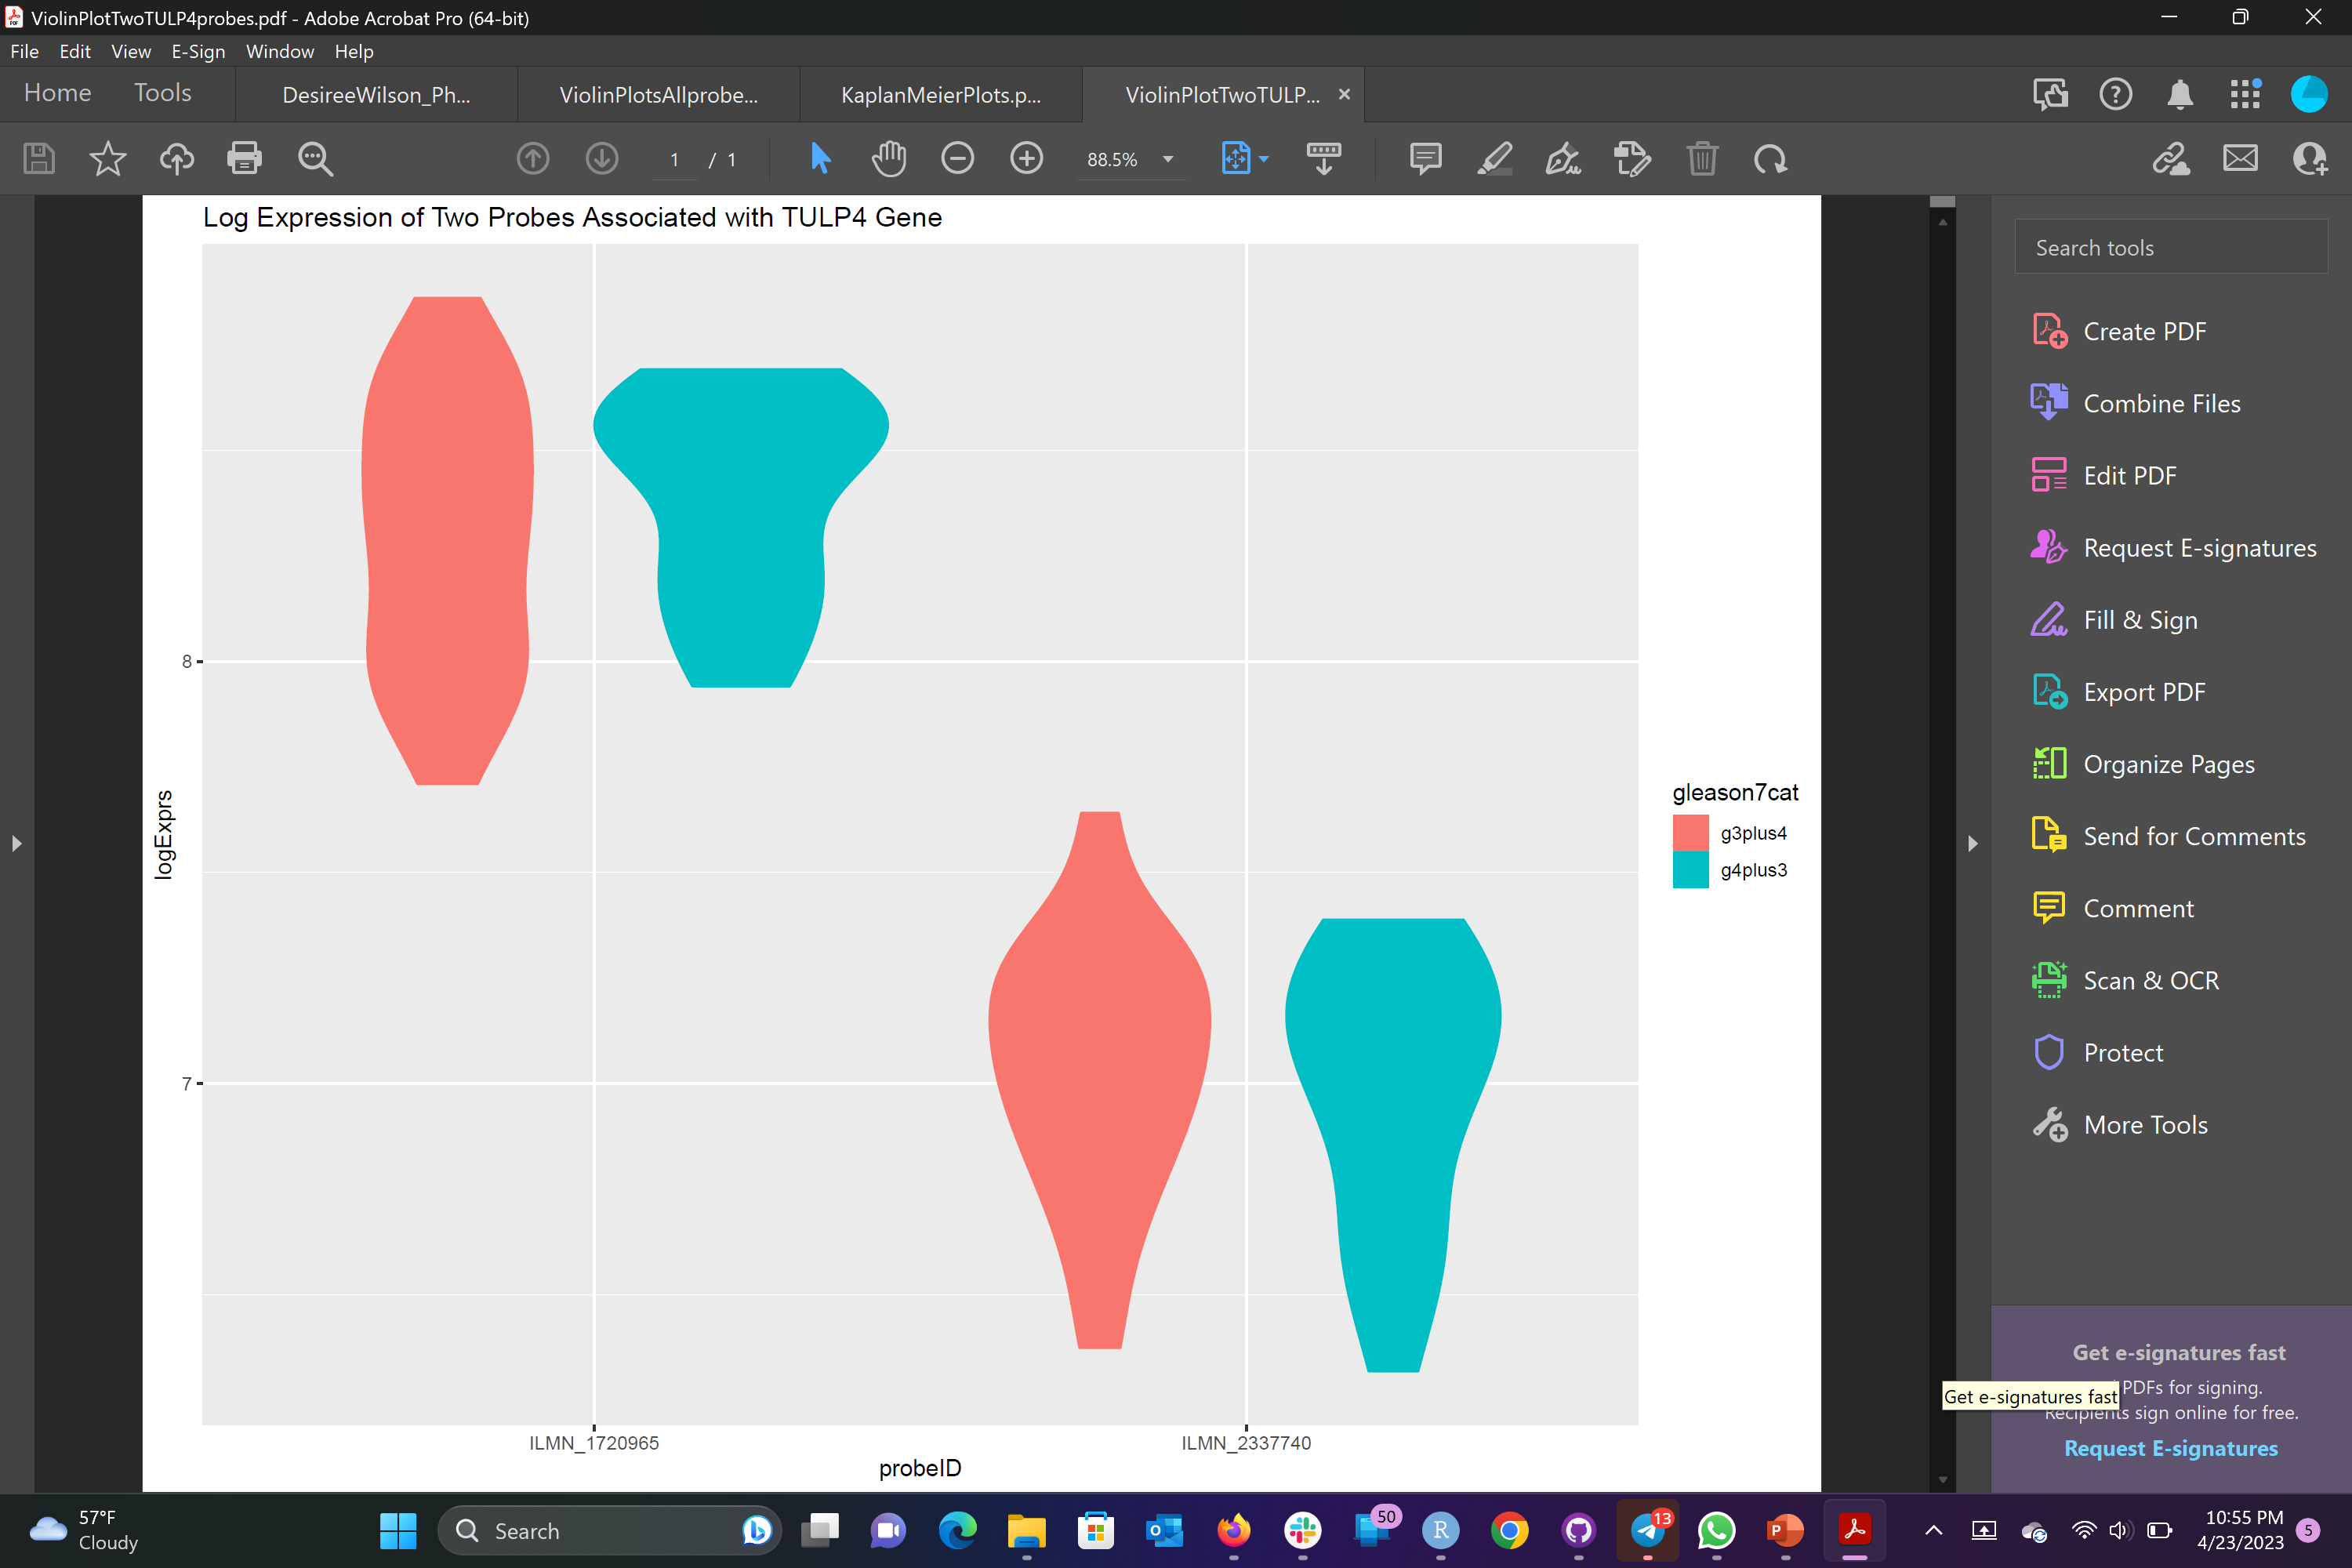 ViolinPlotTwoTULP4probes.pdf - Adobe Acrobat Pro (64-bit)
File Edit View E-Sign Window Help
Home Tools DesireeWilson_Ph... ViolinPlotsAllprobe... KaplanMeierPlots.p... ViolinPlotTwoTULP...
1 / 1 88.5%
Log Expression of Two Probes Associated with TULP4 Gene
8
7
logExprs
ILMN_1720965 ILMN_2337740
probeID
gleason7cat
g3plus4
g4plus3
Search tools
Create PDF
Combine Files
Edit PDF
Request E-signatures
Fill & Sign
Export PDF
Organize Pages
Send for Comments
Comment
Scan & OCR
Protect
More Tools
Get e-signatures fast
PDFs for signing.
Get e-signatures fast
Recipients sign online for free.
Request E-signatures
57°F
Cloudy
Search
50
13
10:55 PM
4/23/2023
5